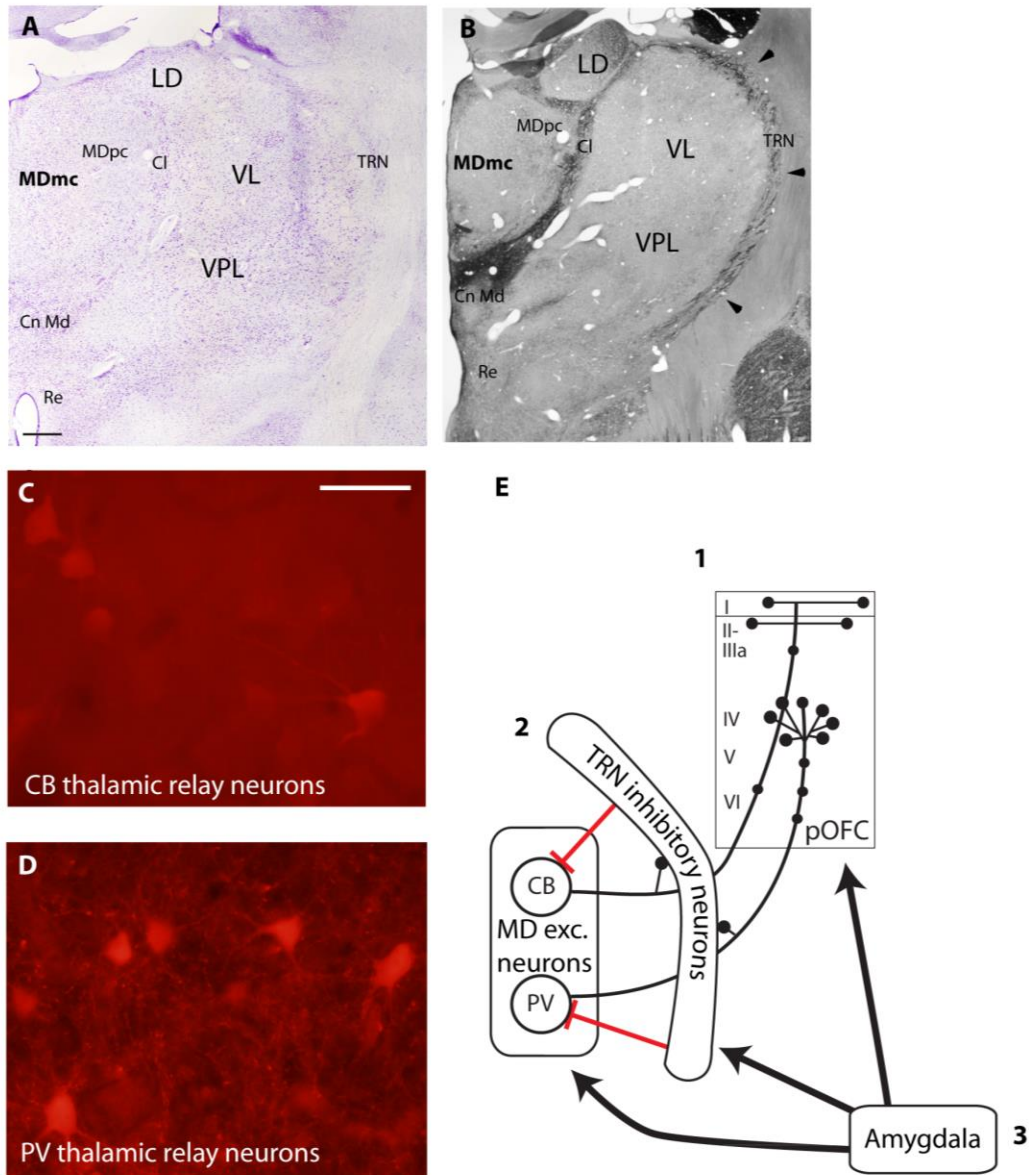 A
LD
MDpc
CI
MDmc
VL
TRN
VPL
Cn Md
Re
B
LD
MDpc
CI
MDmc
VL
TRN
VPL
Cn Md
Re
C
CB thalamic relay neurons
D
PV thalamic relay neurons
E
1
I
II-
IIIa
IV
V
VI
pOFC
2
TRN inhibitory neurons
CB
MD exc.
neurons
PV
Amygdala
3